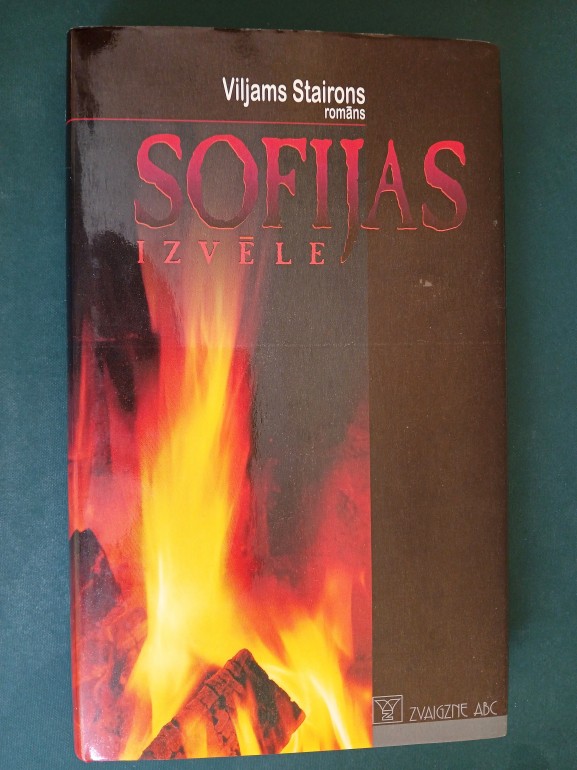 Viljams Stairons
romāns
SOFIJAS
IZVĒLE
ZVAIGZNE ABC